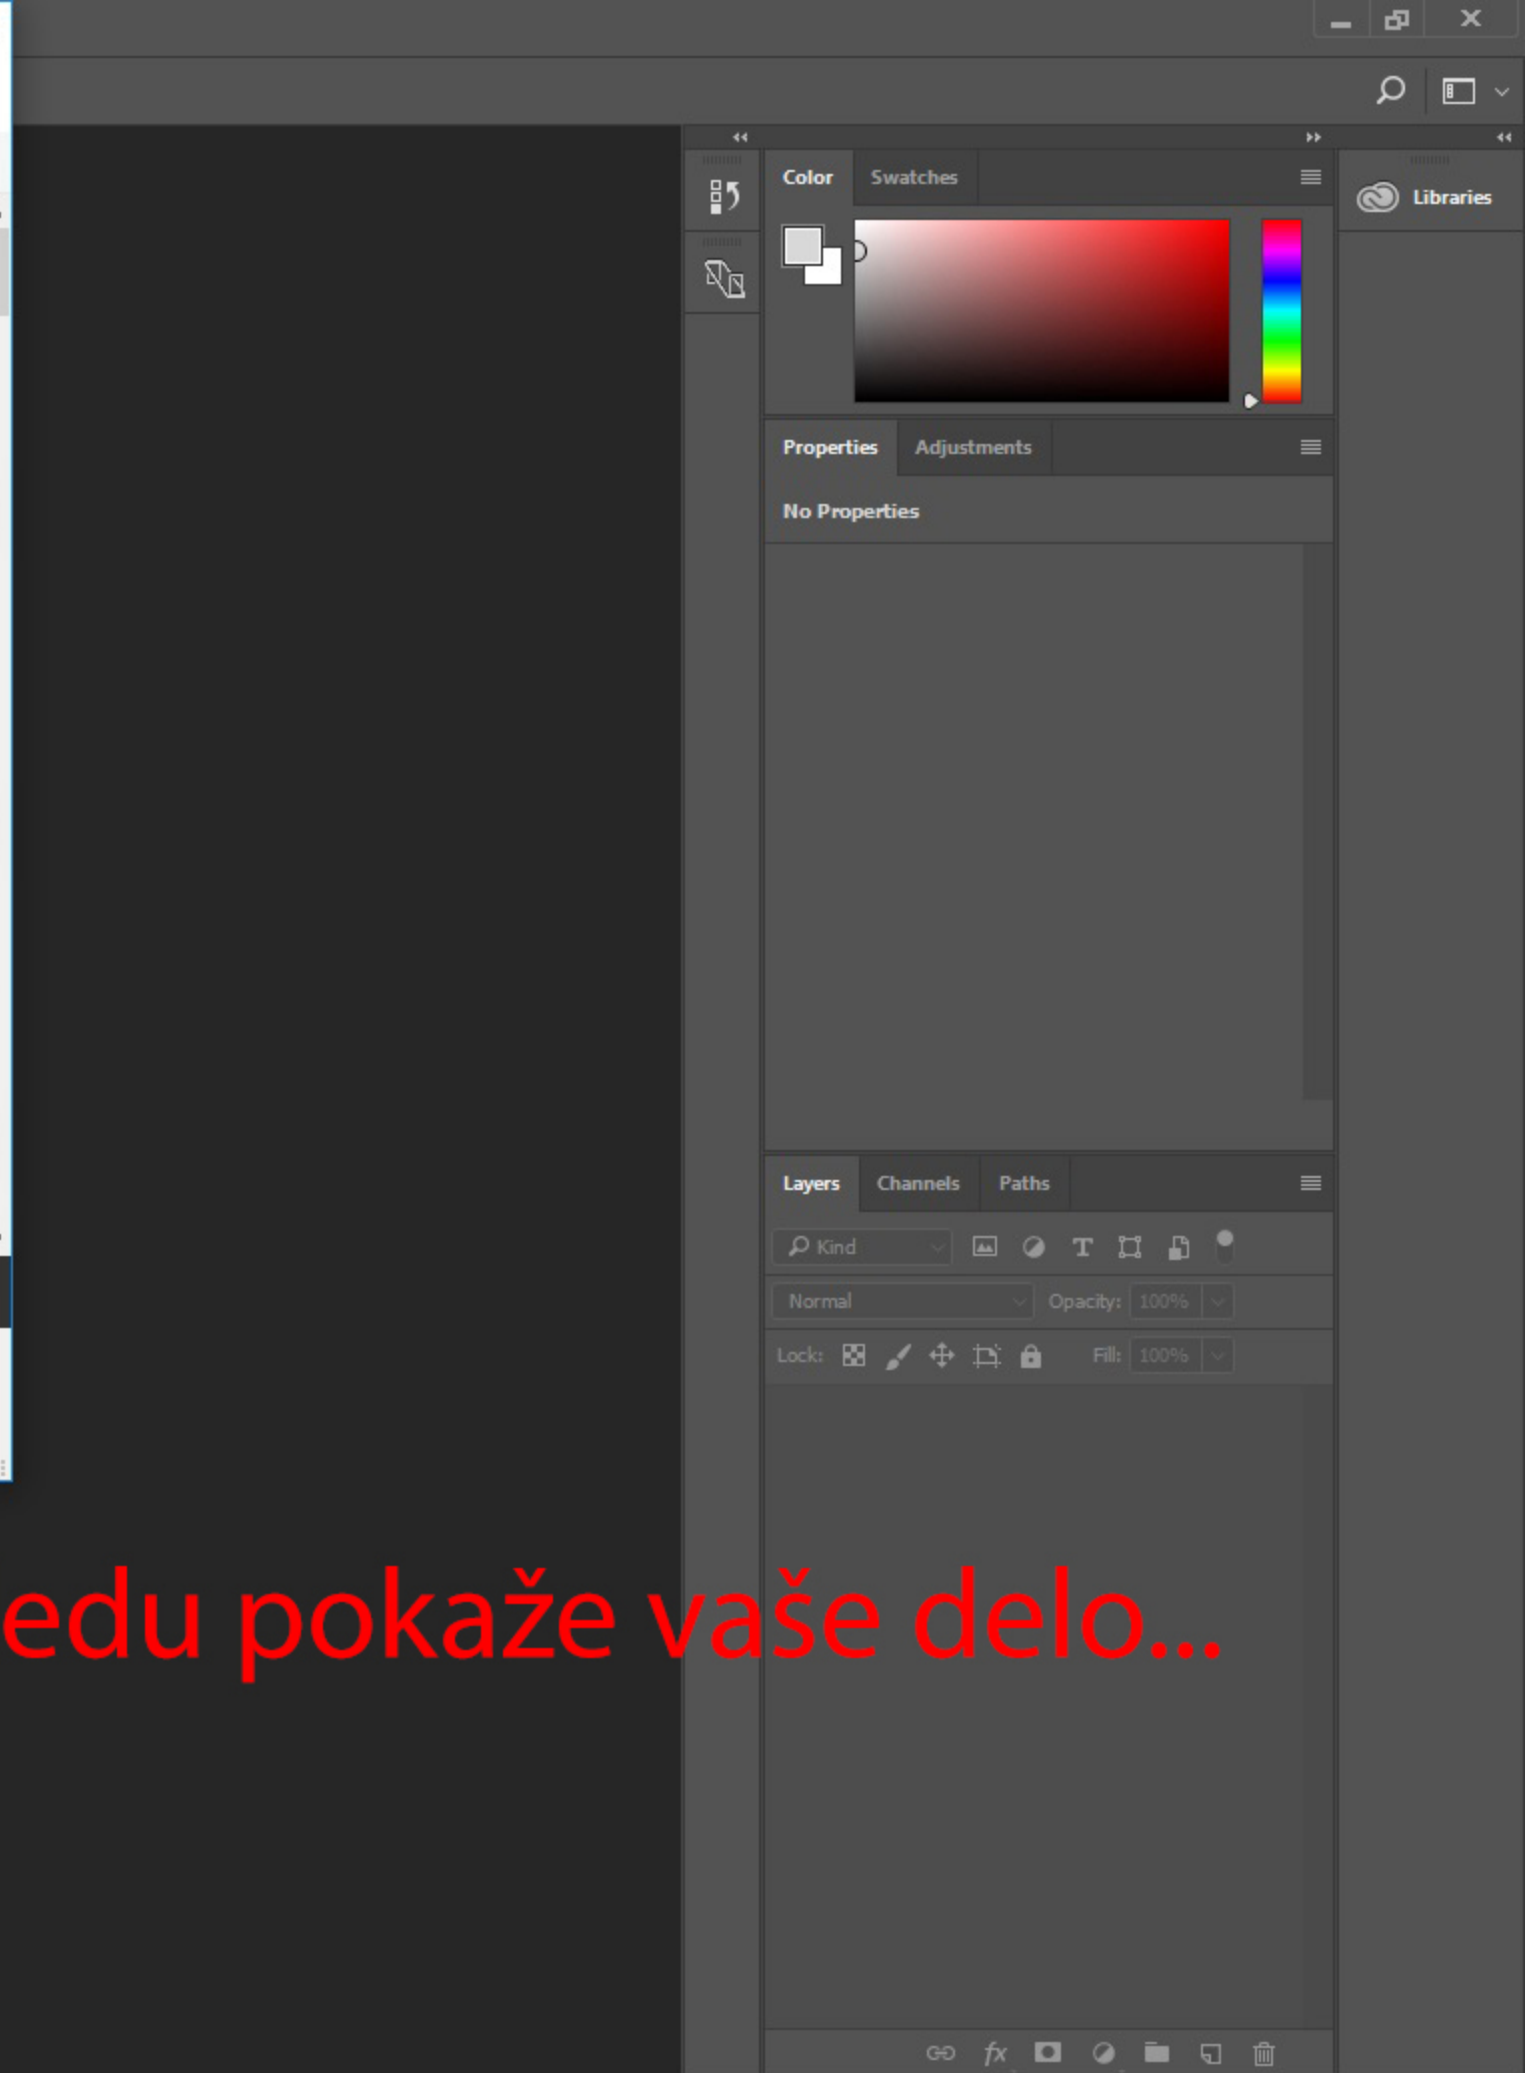 Color Swatches
Libraries
Properties Adjustments
No Properties
Layers Channels Paths
Kind
Normal Opacity: 100%
Lock: Fill: 100%
edu pokaže vaše delo...
fx